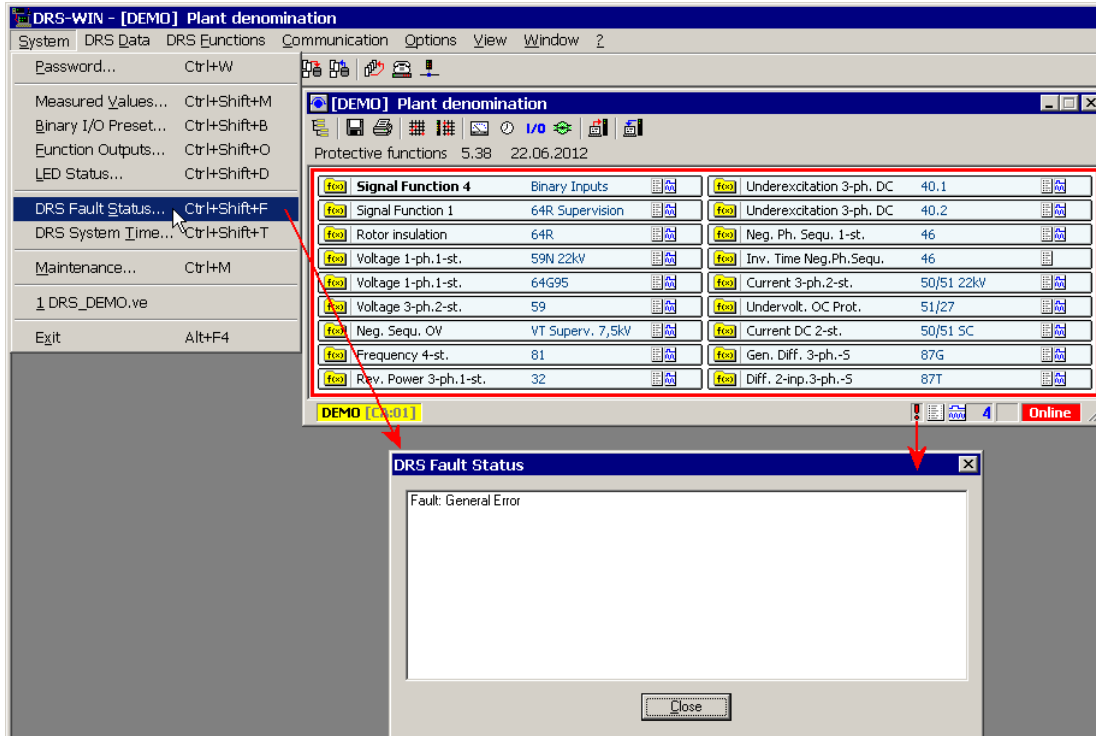 DRS-WIN - [DEMO] Plant denomination
System DRS Data DRS Functions Communication Options View Window ?
Password... Ctrl+W
Measured Values... Ctrl+Shift+M
Binary I/O Preset... Ctrl+Shift+B
Function Outputs... Ctrl+Shift+O
LED Status... Ctrl+Shift+D
DRS Fault Status... Ctrl+Shift+F
DRS System Time... Ctrl+Shift+T
Maintenance... Ctrl+M
1 DRS_DEMO.ve
Exit Alt+F4
[DEMO] Plant denomination
I/O
Protective functions 5.38 22.06.2012
f(x) Signal Function 4 Binary Inputs f(x) Underexcitation 3-ph. DC 40.1
f(x) Signal Function 1 64R Supervision f(x) Underexcitation 3-ph. DC 40.2
f(x) Rotor insulation 64R f(x) Neg. Ph. Sequ. 1-st. 46
f(x) Voltage 1-ph.1-st. 59N 22kV f(x) Inv. Time Neg.Ph.Sequ. 46
f(x) Voltage 1-ph.1-st. 64G95 f(x) Current 3-ph.2-st. 50/51 22kV
f(x) Voltage 3-ph.2-st. 59 f(x) Undervolt. OC Prot. 51/27
f(x) Neg. Sequ. OV VT Superv. 7,5kV f(x) Current DC 2-st. 50/51 SC
f(x) Frequency 4-st. 81 f(x) Gen. Diff. 3-ph.-S 87G
f(x) Rev. Power 3-ph.1-st. 32 f(x) Diff. 2-inp.3-ph.-S 87T
DEMO [CA:01] 4 Online
DRS Fault Status
Fault: General Error
Close